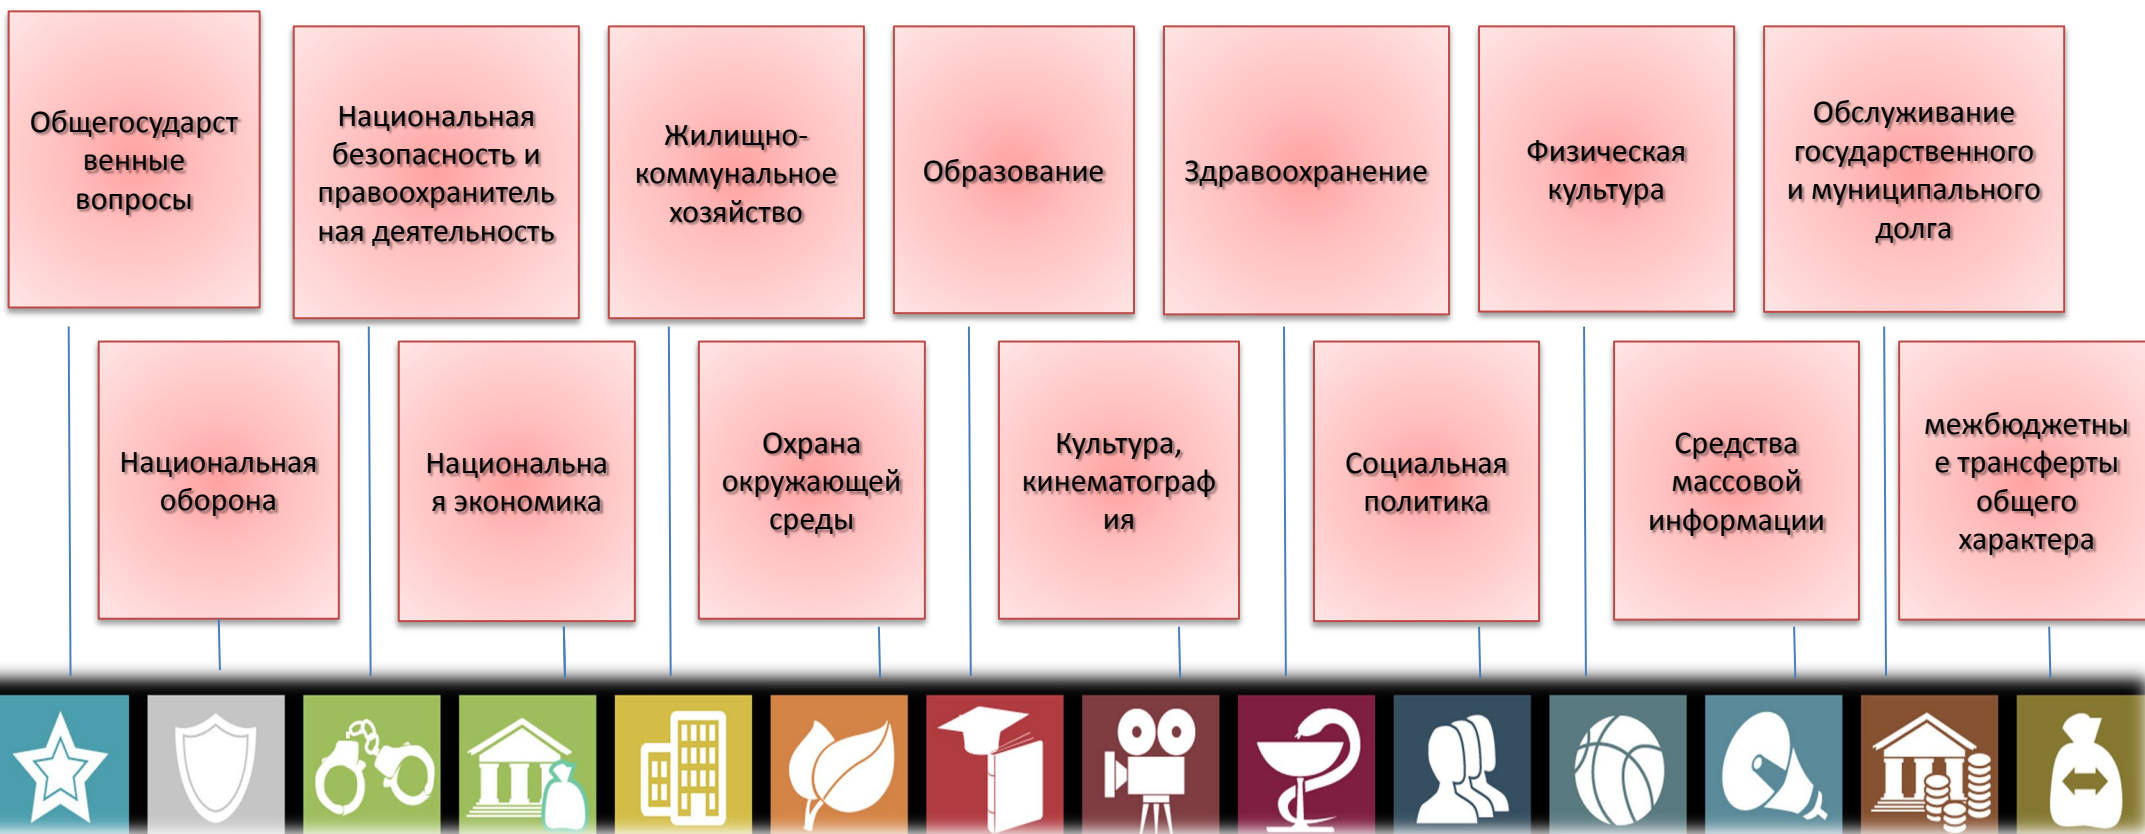 Общегосударст
венные
вопросы
Национальная
безопасность и
правоохранитель
ная деятельность
Жилищно-
коммунальное
хозяйство
Образование
Здравоохранение
Физическая
культура
Обслуживание
государственного
и муниципального
долга
Национальная
оборона
Национальна
я экономика
Охрана
окружающей
среды
Культура,
кинематограф
ия
Социальная
политика
Средства
массовой
информации
межбюджетны
е трансферты
общего
характера